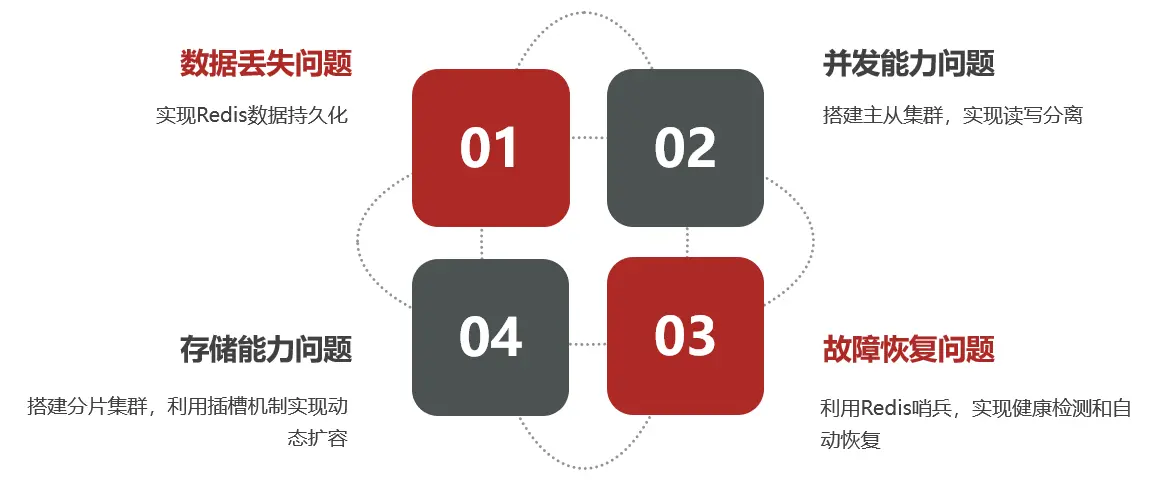 数据丢失问题
实现Redis数据持久化
01
02
并发能力问题
搭建主从集群，实现读写分离
存储能力问题
搭建分片集群，利用插槽机制实现动
态扩容
04
03
故障恢复问题
利用Redis哨兵，实现健康检测和自
动恢复